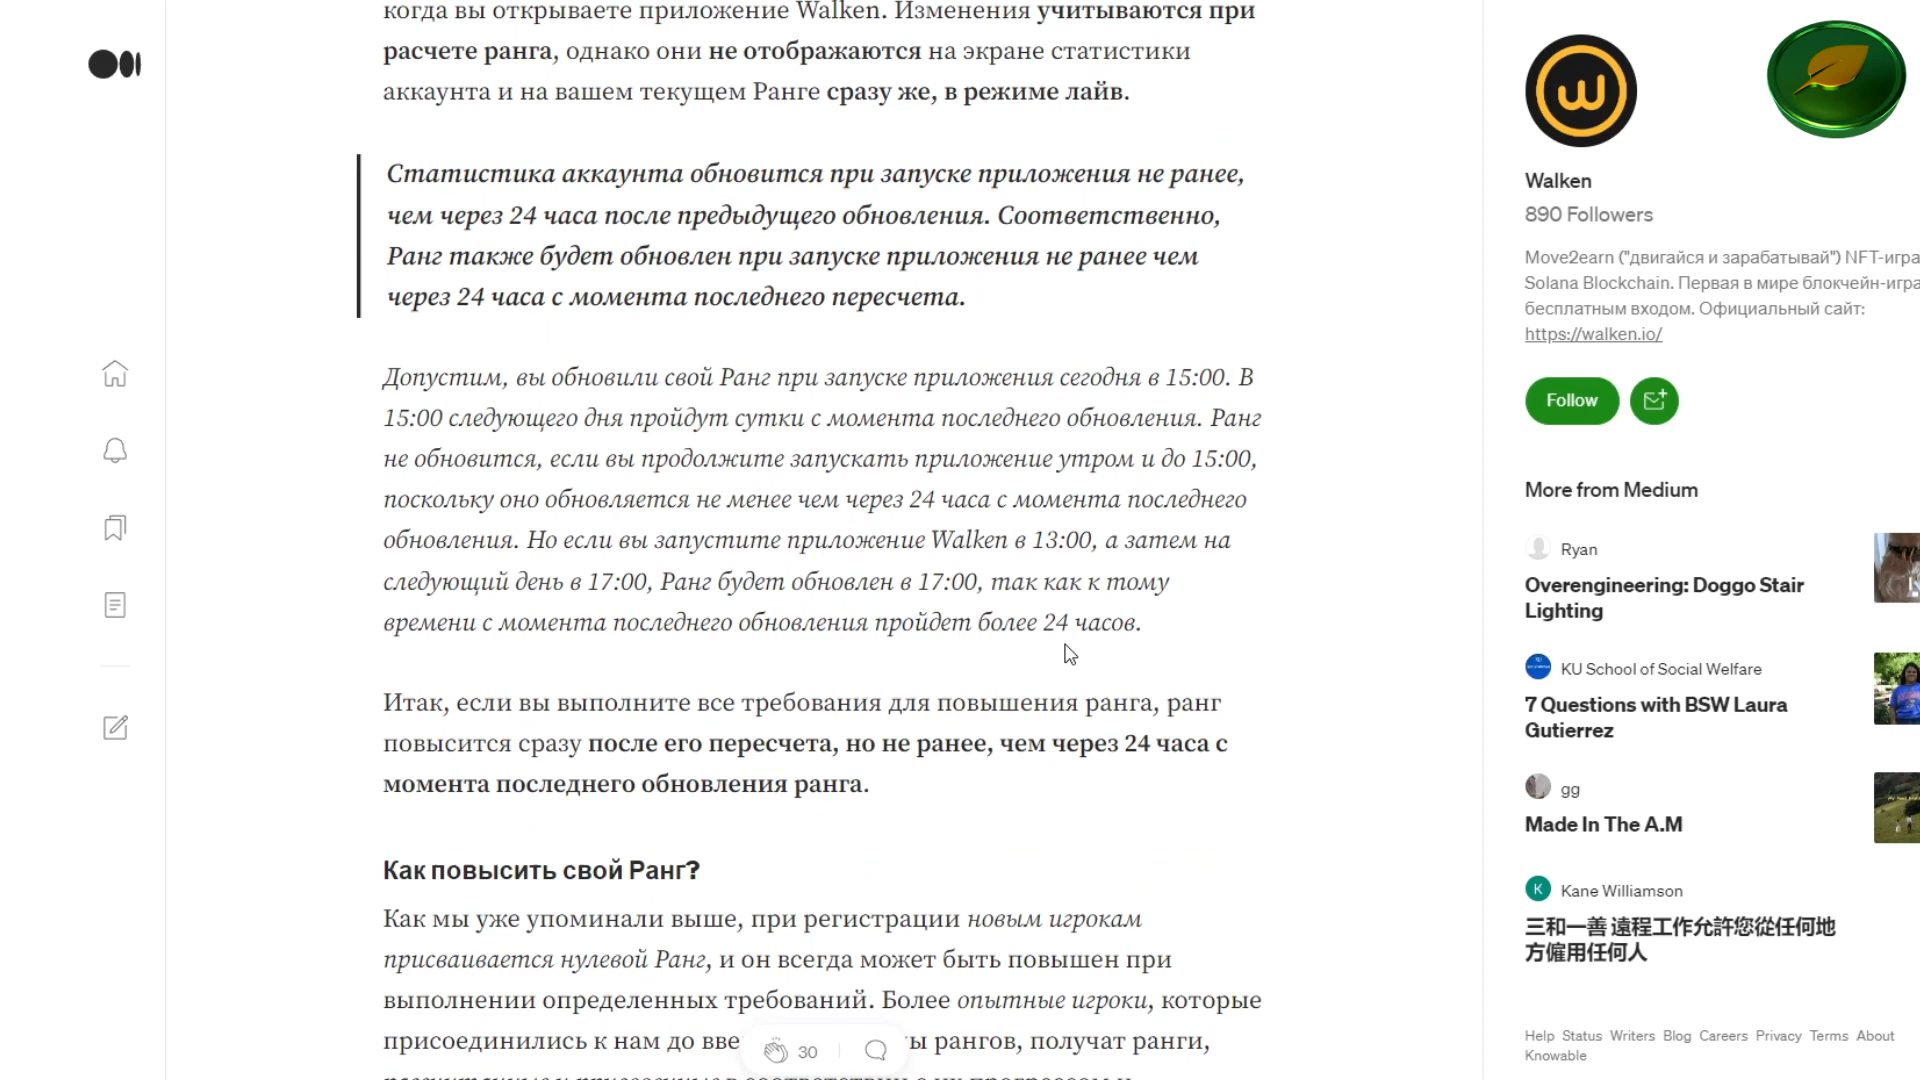 когда вы открываете приложение Walken. Изменения учитываются при
расчете ранга, однако они не отображаются на экране статистики
аккаунта и на вашем текущем Ранге сразу же, в режиме лайв.
Статистика аккаунта обновится при запуске приложения не ранее,
чем через 24 часа после предыдущего обновления. Соответственно,
Ранг также будет обновлен при запуске приложения не ранее чем
через 24 часа с момента последнего пересчета.
Допустим, вы обновили свой Ранг при запуске приложения сегодня в 15:00. В
15:00 следующего дня пройдут сутки с момента последнего обновления. Ранг
не обновится, если вы продолжите запускать приложение утром и до 15:00,
поскольку оно обновляется не менее чем через 24 часа с момента последнего
обновления. Но если вы запустите приложение Walken в 13:00, а затем на
следующий день в 17:00, Ранг будет обновлен в 17:00, так как к тому
времени с момента последнего обновления пройдет более 24 часов.
Итак, если вы выполните все требования для повышения ранга, ранг
повысится сразу после его пересчета, но не ранее, чем через 24 часа с
момента последнего обновления ранга.
Как повысить свой Ранг?
Как мы уже упоминали выше, при регистрации новым игрокам
присваивается нулевой Ранг, и он всегда может быть повышен при
выполнении определенных требований. Более опытные игроки, которые
присоединились к нам до вве ы рангов, получат ранги,
30
Walken
890 Followers
Move2earn ("двигайся и зарабатывай") NFT-игра
Solana Blockchain. Первая в мире блокчейн-игра
бесплатным входом. Официальный сайт:
https://walken.io/
Follow
More from Medium
Ryan
Overengineering: Doggo Stair
Lighting
KU School of Social Welfare
7 Questions with BSW Laura
Gutierrez
gg
Made In The A.M
K Kane Williamson
三和一善 遠程工作允許您從任何地
方僱用任何人
Help Status Writers Blog Careers Privacy Terms About
Knowable